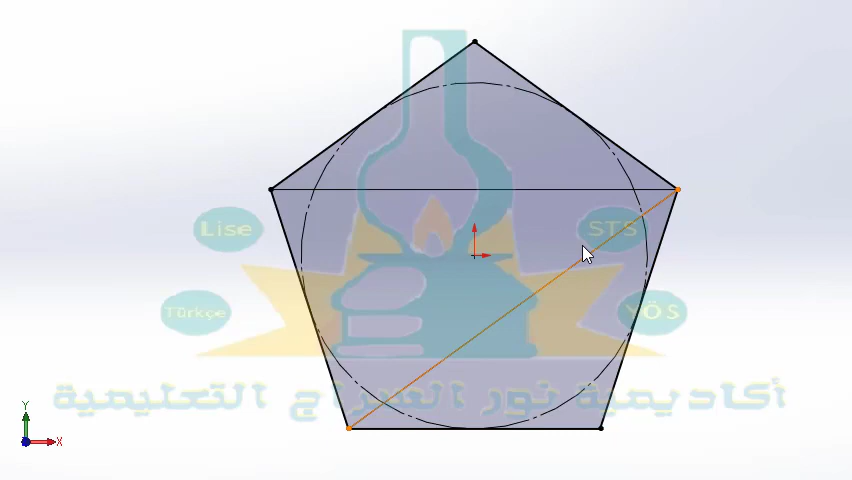 Lise
STS
Türkçe
YÖS
أكاديمية نور السراج التعليمية
Y
X